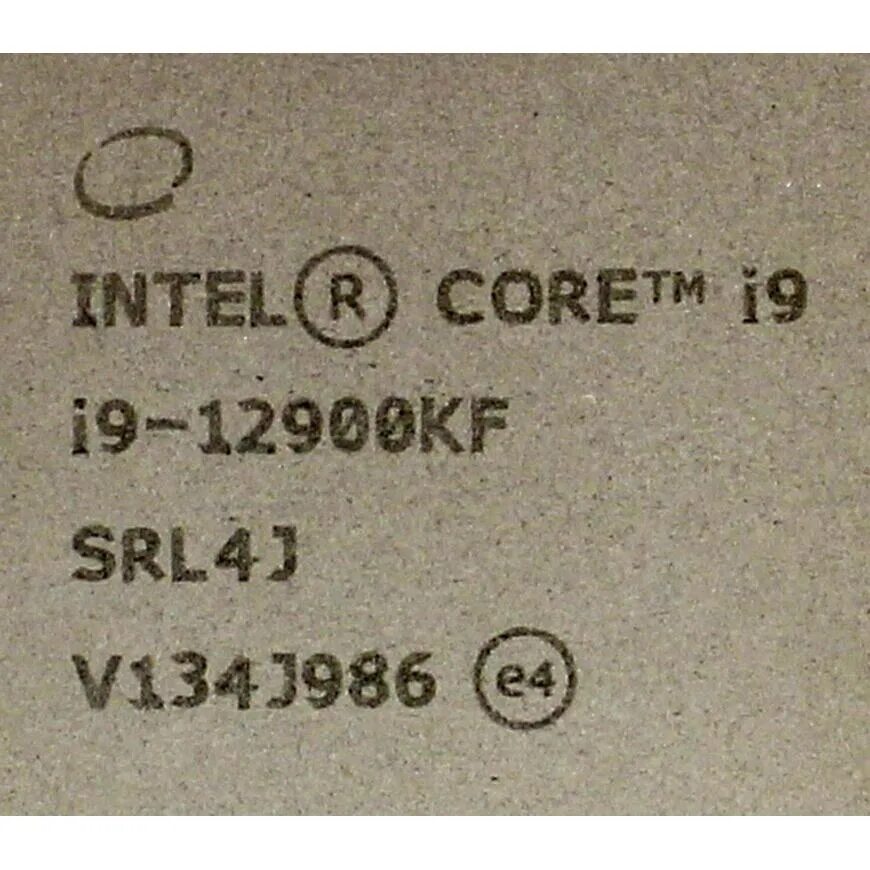 INTEL® CORE™ i9
i9-12900KF
SRL4J
V134J986 e4